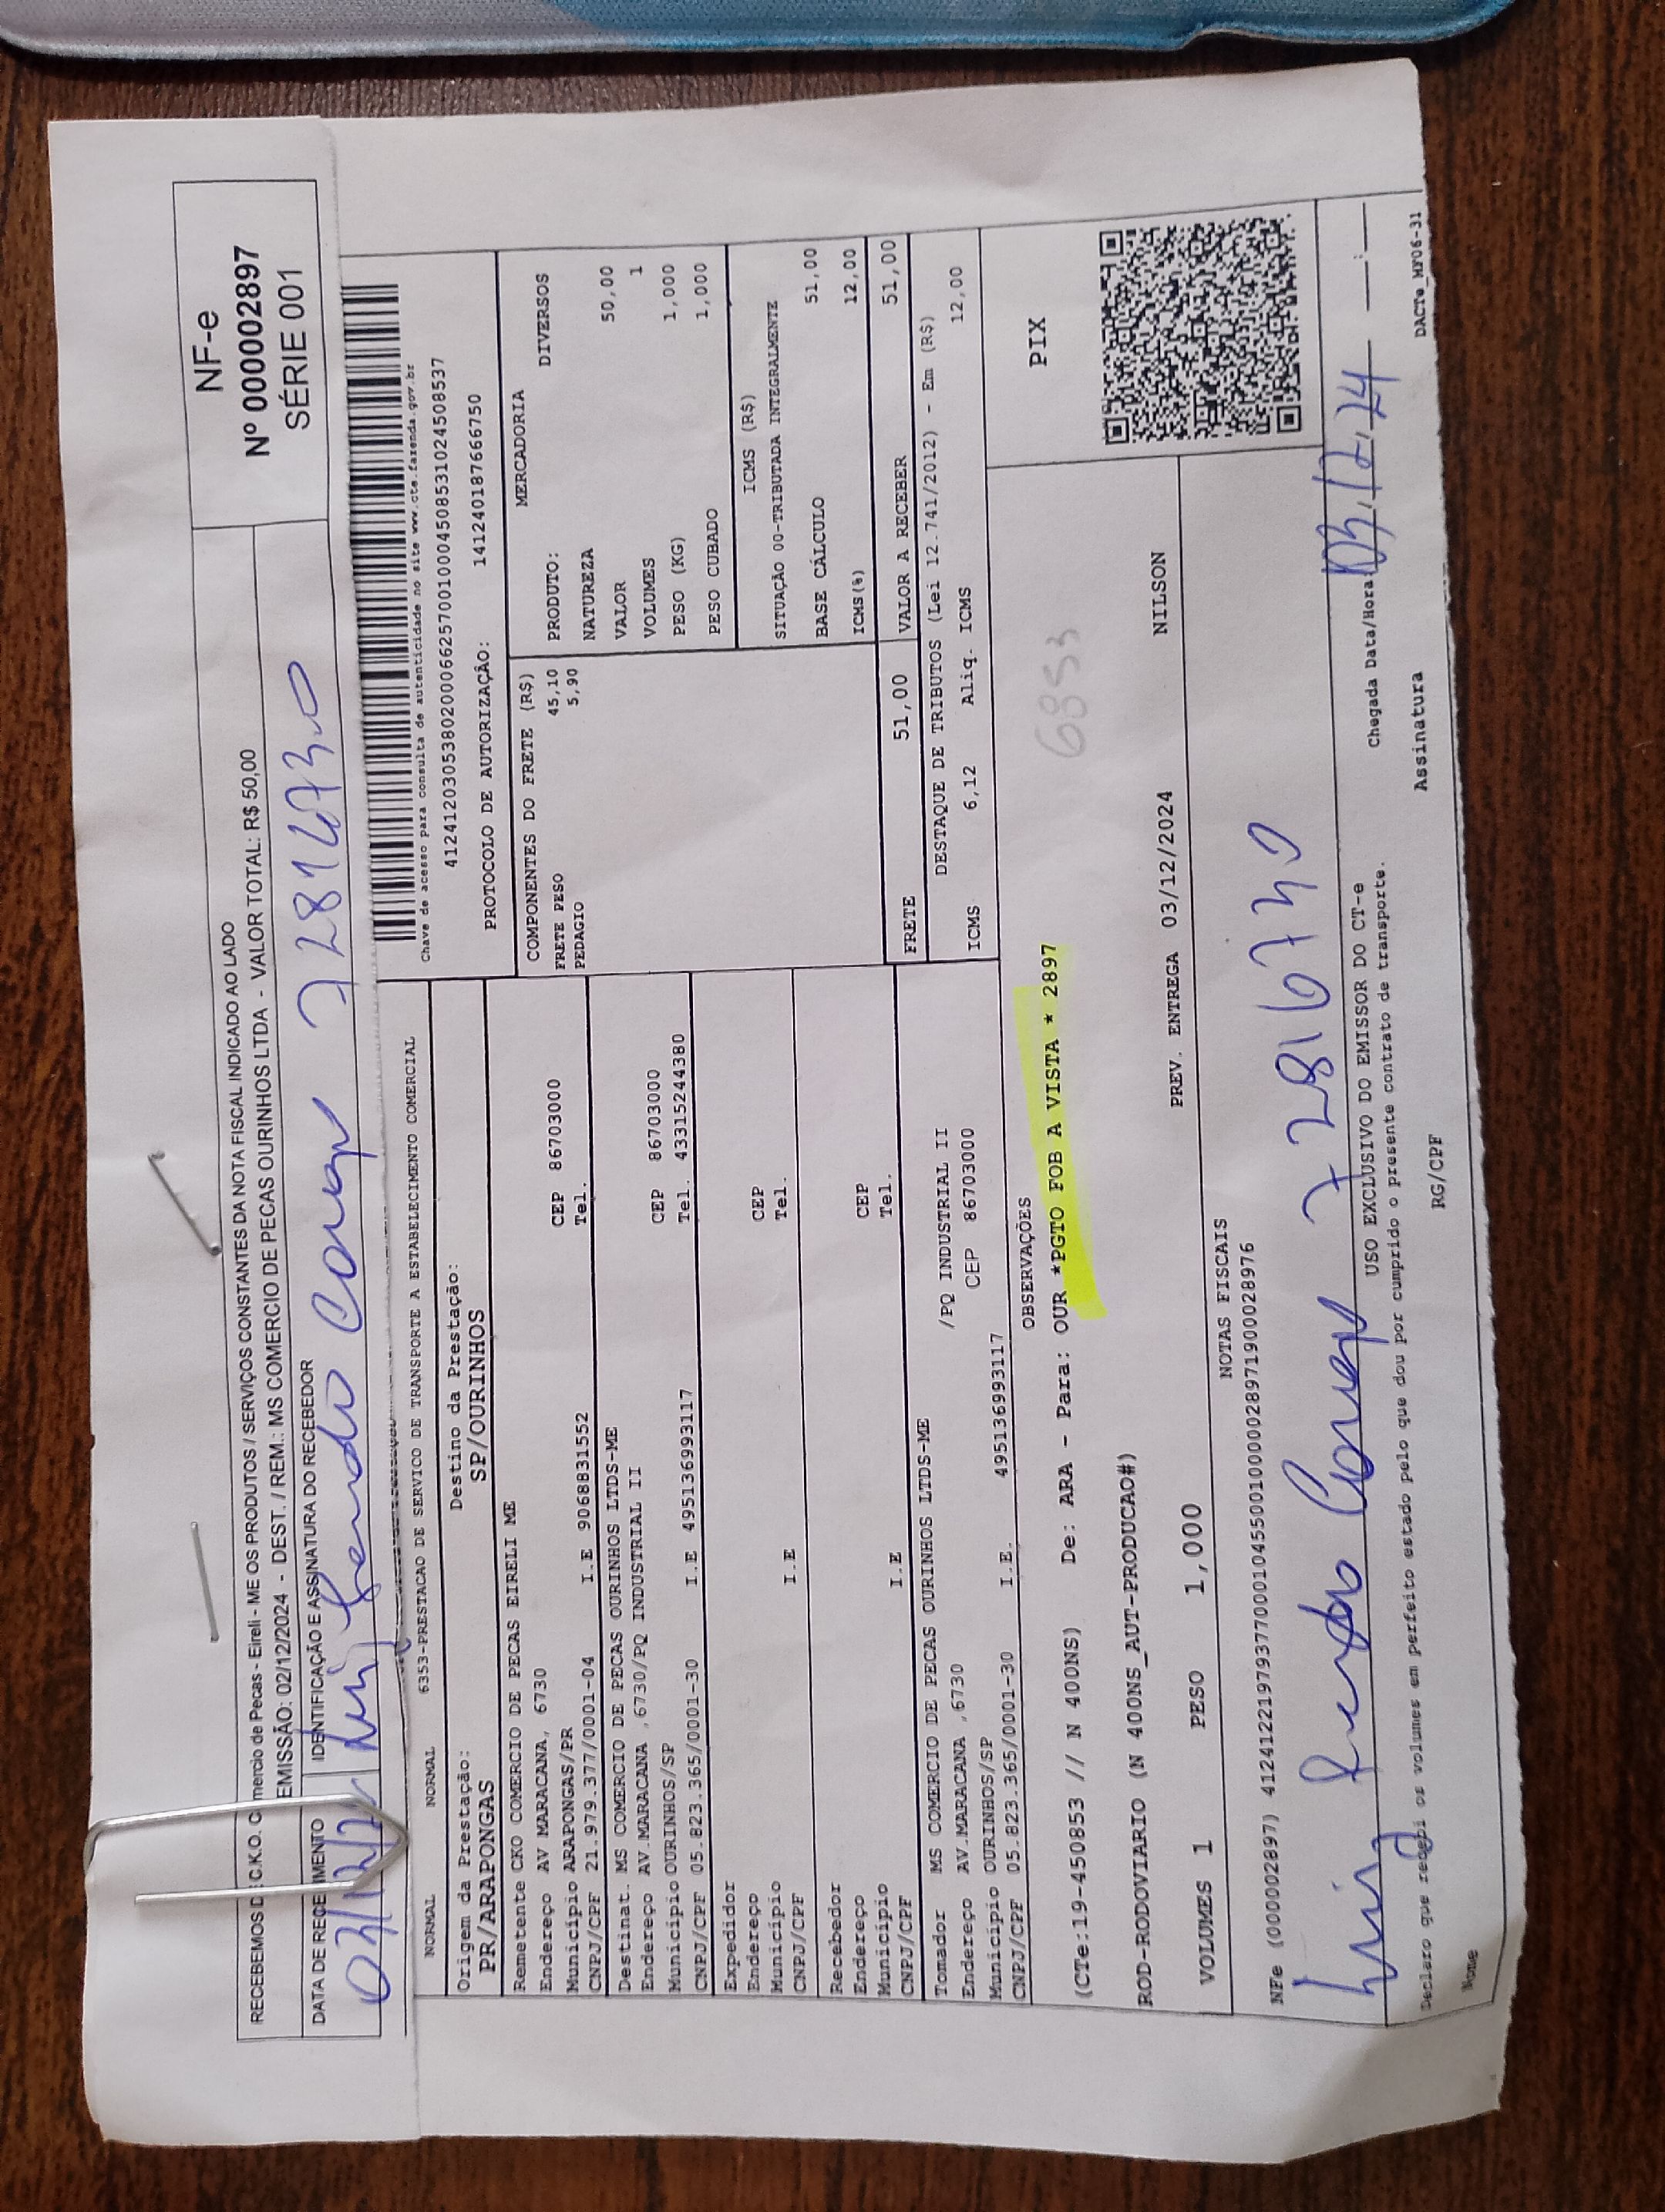 RECEBEMOS D C.K.O. C mercio de Pecas - Eireli - ME OS PRODUTOS / SERVIÇOS CONSTANTES DA NOTA FISCAL INDICADO AO LADO
EMISSÃO: 02/12/2024 - DEST. / REM.: MS COMERCIO DE PECAS OURINHOS LTDA - VALOR TOTAL: R$ 50,00
DATA DE RECEBIMENTO IDENTIFICAÇÃO E ASSINATURA DO RECEBEDOR
NF-e
Nº 000002897
SÉRIE 001
NORMAL NORMAL 6353-PRESTACAO DE SERVICO DE TRANSPORTE A ESTABELECIMENTO COMERCIAL
Chave de acesso para consulta de autenticidade no site www.cte.fazenda.gov.br
41241203053802000662570010004508531024508537
PROTOCOLO DE AUTORIZAÇÃO: 141240187666750
Origem da Prestação: Destino da Prestação:
PR/ARAPONGAS SP/OURINHOS
Remetente CKO COMERCIO DE PECAS EIRELI ME
Endereço AV MARACANA, 6730
Município ARAPONGAS/PR CEP 86703000
CNPJ/CPF 21.979.377/0001-04 I.E 9068831552 Tel.
Destinat. MS COMERCIO DE PECAS OURINHOS LTDS-ME
Endereço AV.MARACANA ,6730/PQ INDUSTRIAL II
Município OURINHOS/SP CEP 86703000
CNPJ/CPF 05.823.365/0001-30 I.E 495136993117 Tel. 433152444380
Expedidor
Endereço
Município CEP
CNPJ/CPF I.E Tel.
Recebedor
Endereço
Município CEP
CNPJ/CPF I.E Tel.
Tomador MS COMERCIO DE PECAS OURINHOS LTDS-ME
Endereço AV.MARACANA ,6730 /PQ INDUSTRIAL II
Município OURINHOS/SP CEP 86703000
CNPJ/CPF 05.823.365/0001-30 I.E. 495136993117
COMPONENTES DO FRETE (R$)
FRETE PESO 45,10
PEDAGIO 5,90
MERCADORIA
PRODUTO: DIVERSOS
NATUREZA
VALOR 50,00
VOLUMES 1
PESO (KG) 1,000
PESO CUBADO 1,000
ICMS (R$)
SITUAÇÃO 00-TRIBUTADA INTEGRALMENTE
BASE CÁLCULO 51,00
ICMS(%) 12,00
FRETE 51,00 VALOR A RECEBER 51,00
DESTAQUE DE TRIBUTOS (Lei 12.741/2012) - Em (R$)
ICMS 6,12 Aliq. ICMS 12,00
OBSERVAÇÕES
(CTe:19-450853 // N 400NS) De: ARA - Para: OUR *PGTO FOB A VISTA * 2897
6853
PIX
ROD-RODOVIARIO (N 400NS_AUT-PRODUCAO#)
PREV. ENTREGA 03/12/2024 NILSON
VOLUMES 1 PESO 1,000
NOTAS FISCAIS
NFe (000002897) 41241221979377000104550010000028971900028976
7281673 0
USO EXCLUSIVO DO EMISSOR DO CT-e
Chegada Data/Hora: 03/12/24
Declaro que recebi os volumes em perfeito estado pelo que dou por cumprido o presente contrato de transporte.
Nome RG/CPF Assinatura DACTe_MP06-31